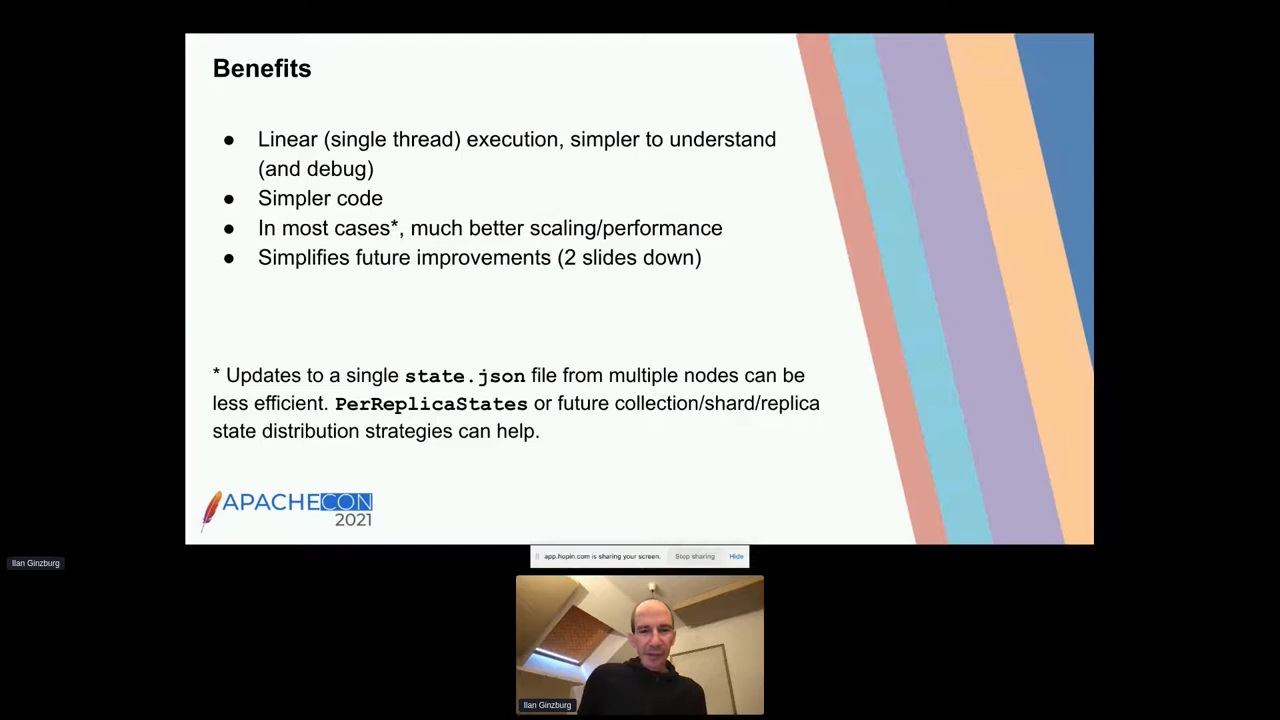 Benefits
● Linear (single thread) execution, simpler to understand
(and debug)
● Simpler code
● In most cases*, much better scaling/performance
● Simplifies future improvements (2 slides down)
* Updates to a single state.json file from multiple nodes can be
less efficient. PerReplicaStates or future collection/shard/replica
state distribution strategies can help.
APACHECON
2021
Ilan Ginzburg
app.hopin.com is sharing your screen. Stop sharing Hide
Ilan Ginzburg